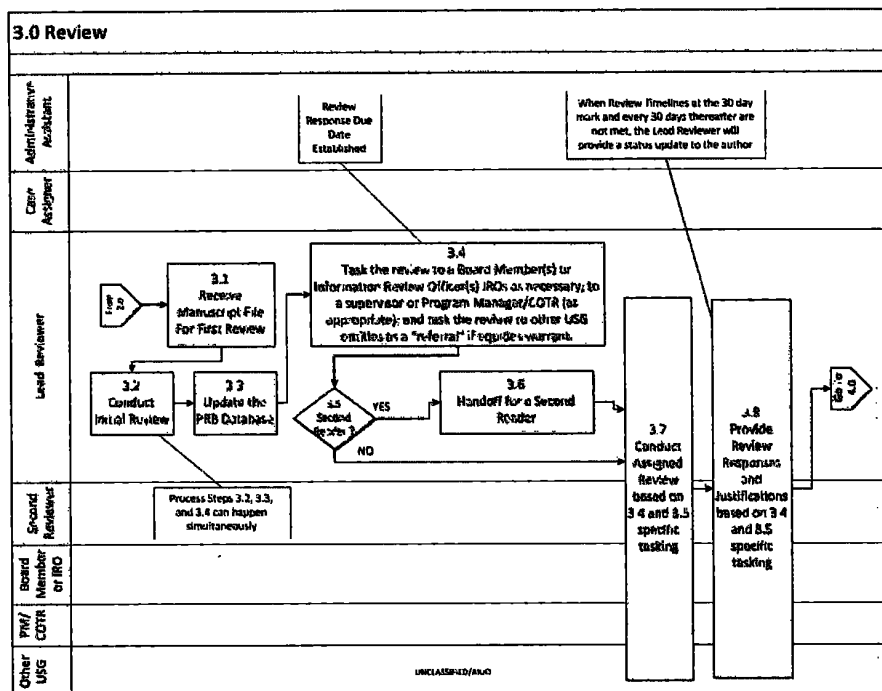 3.0 Review
Administrative
Assistant
Review
Response Due
Date
Established
When Review Timelines at the 30 day
mark and every 30 days thereafter are
not met, the Lead Reviewer will
provide a status update to the author
Case
Assigner
Lead Reviewer
From
2.0
3.1
Receive
Manuscript File
For First Review
3.4
Task the review to a Board Member(s) or
Information Review Officer(s) IROs as necessary; to
a supervisor or Program Manager/COTR (as
appropriate); and task the review to other USG
entities as a "referral" if equities warrant.
3.2
Conduct
Initial Review
3.3
Update the
PRB Database
3.5
Second
Reader ?
YES
NO
3.6
Handoff for a Second
Reader
3.7
Conduct
Assigned
Review
based on
3.4 and 3.5
specific
tasking
3.8
Provide
Review
Responses
and
Justifications
based on 3.4
and 3.5
specific
tasking
Go To
4.0
Second
Reviewer
Process Steps 3.2, 3.3,
and 3.4 can happen
simultaneously
Board
Member
or IRO
PM/
COTR
Other
USG
UNCLASSIFIED/AIUO